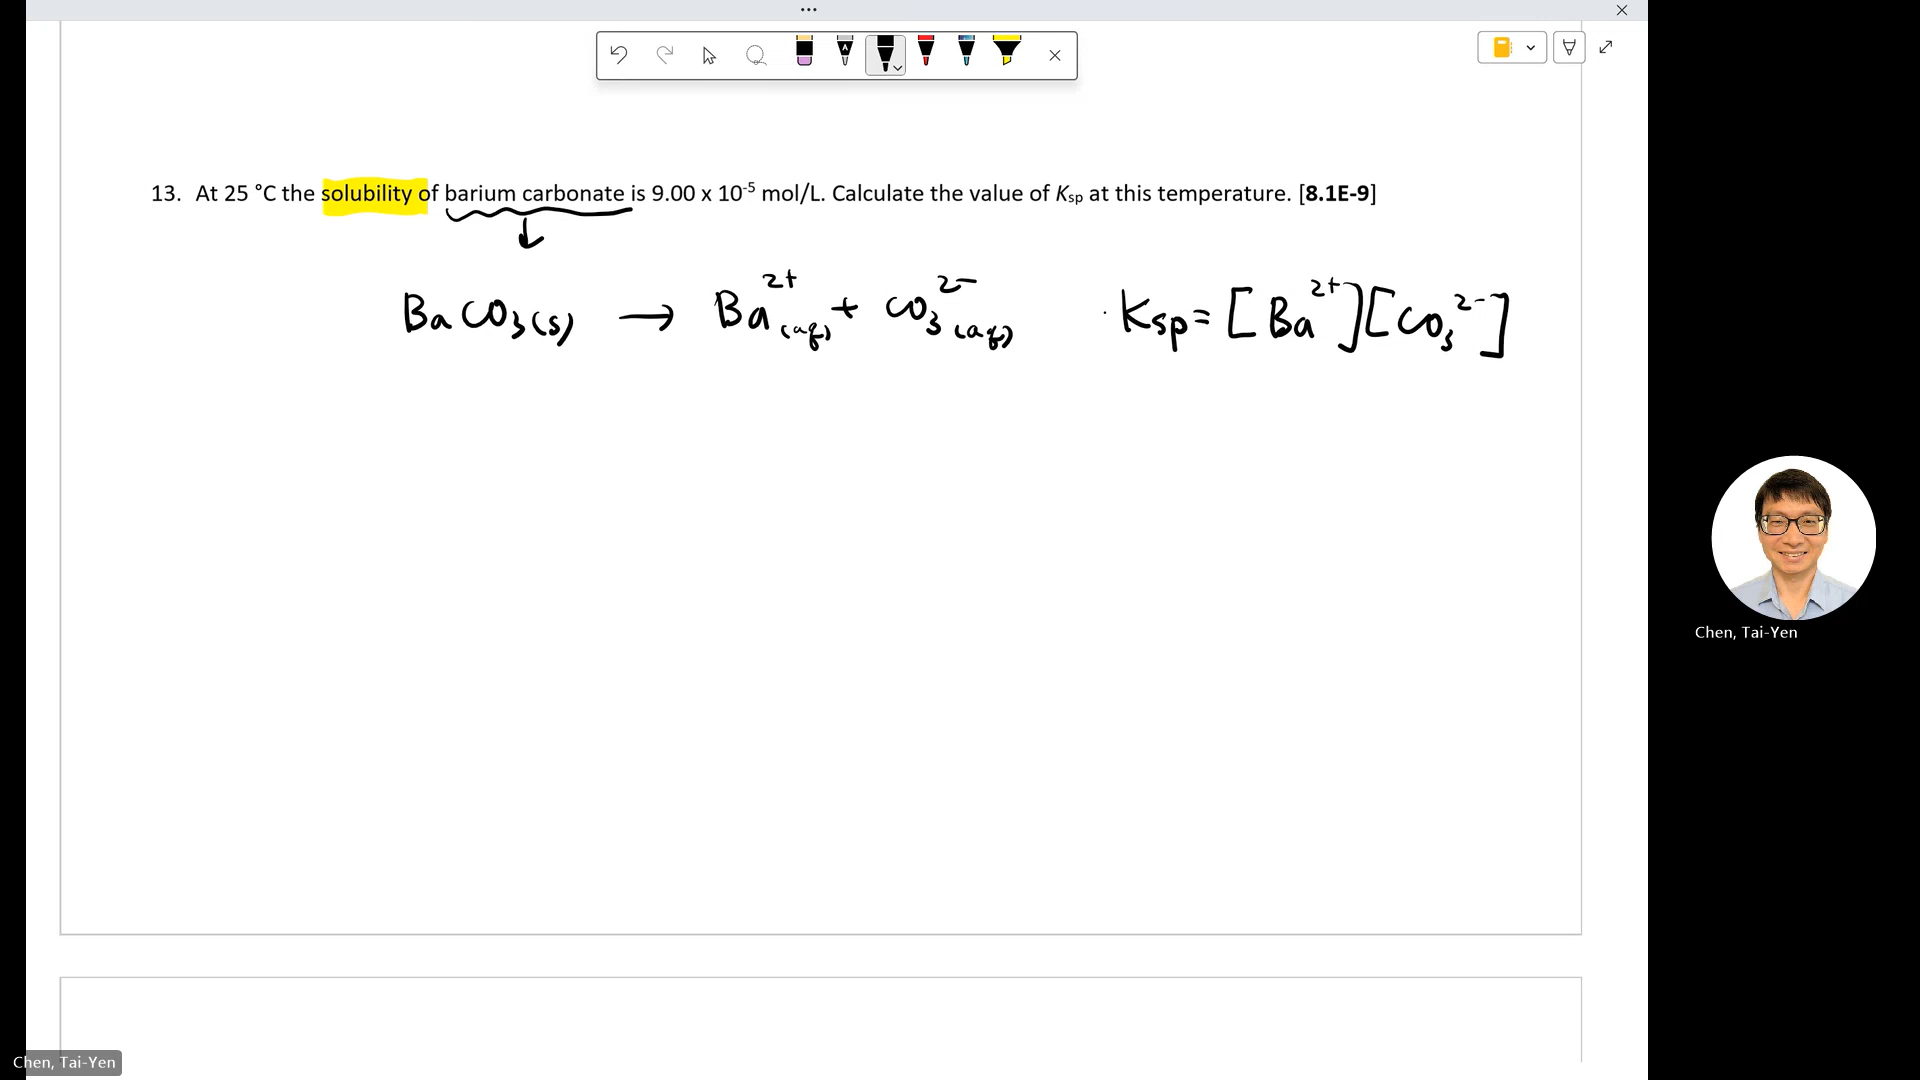 13. At 25 °C the solubility of barium carbonate is 9.00 x 10⁻⁵ mol/L. Calculate the value of Ksp at this temperature. [8.1E-9]
BaCO₃(s) → Ba²⁺(aq) + CO₃²⁻(aq) Ksp = [Ba²⁺][CO₃²⁻]
Chen, Tai-Yen
Chen, Tai-Yen